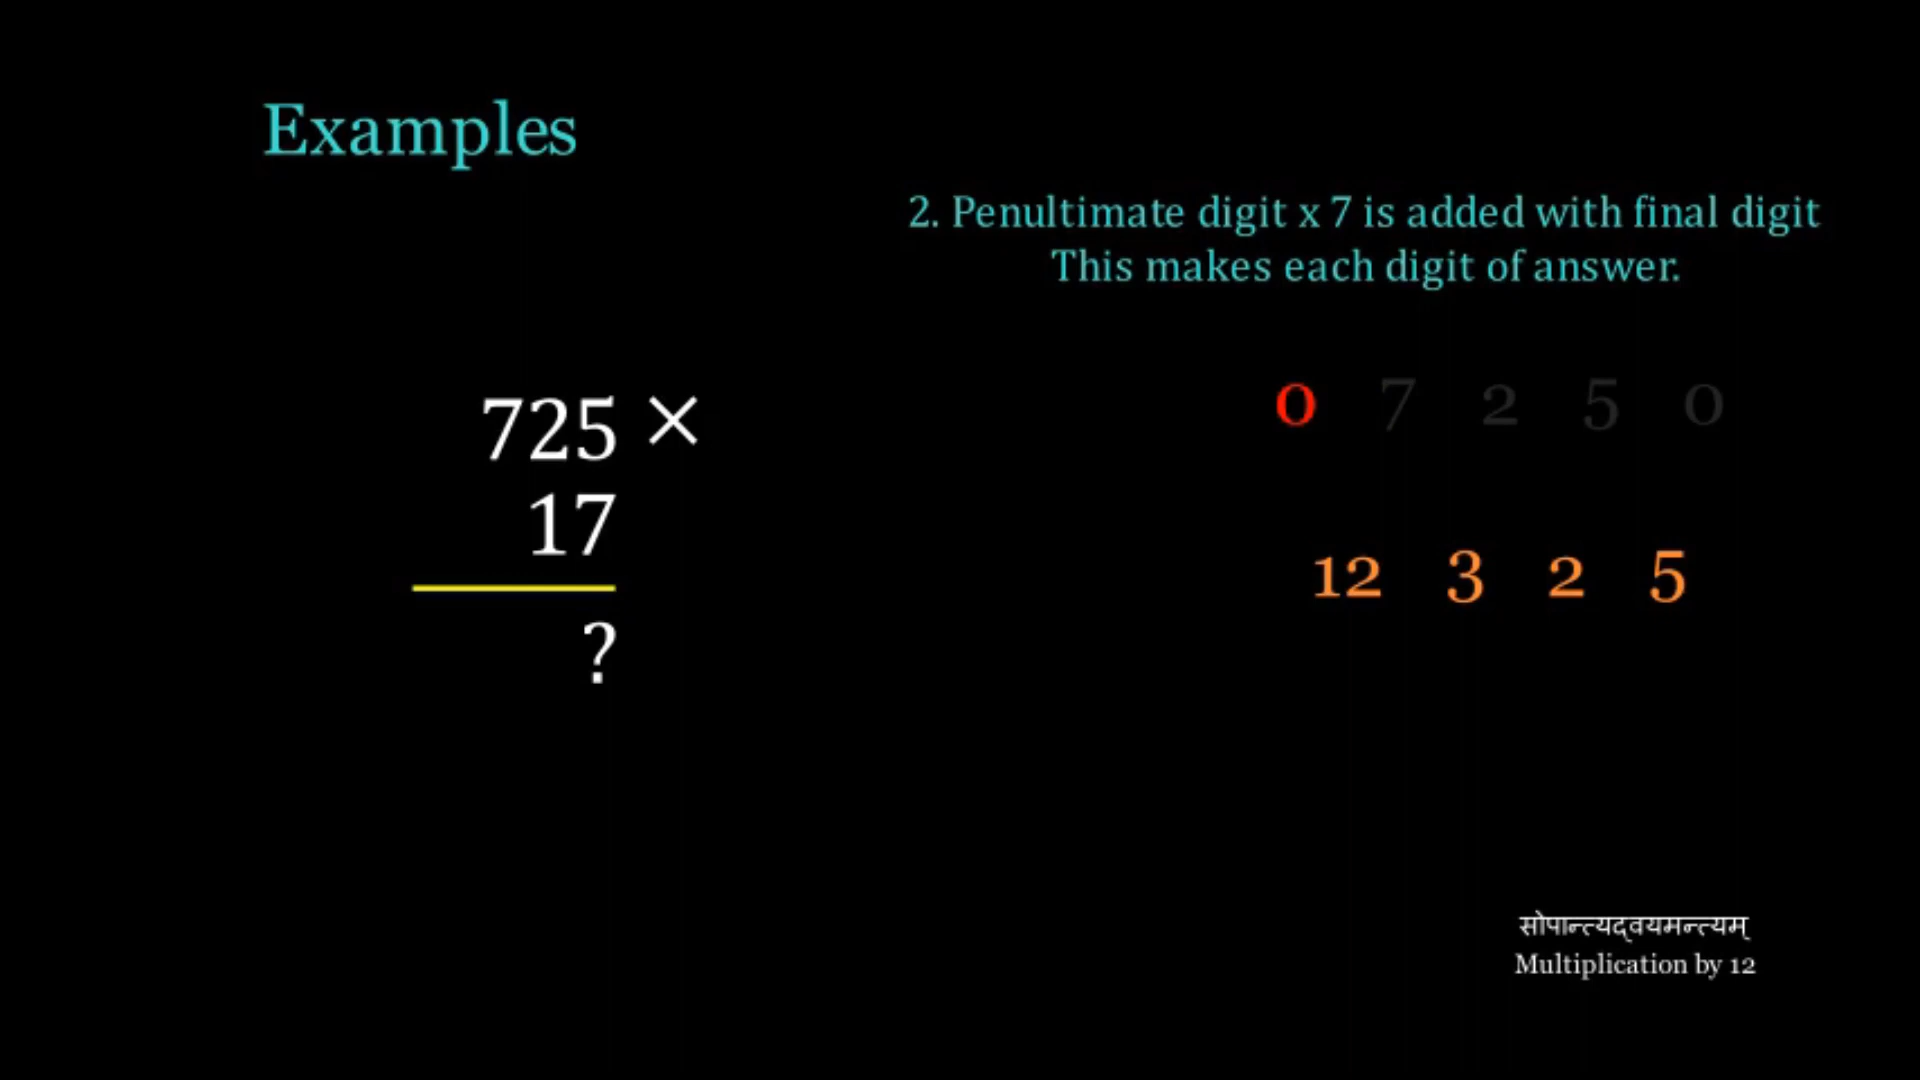 Examples
2. Penultimate digit x 7 is added with final digit
This makes each digit of answer.
725 ×
17
?
0 7 2 5 0
12 3 2 5
सोपान्त्यद्वयमन्त्यम्
Multiplication by 12